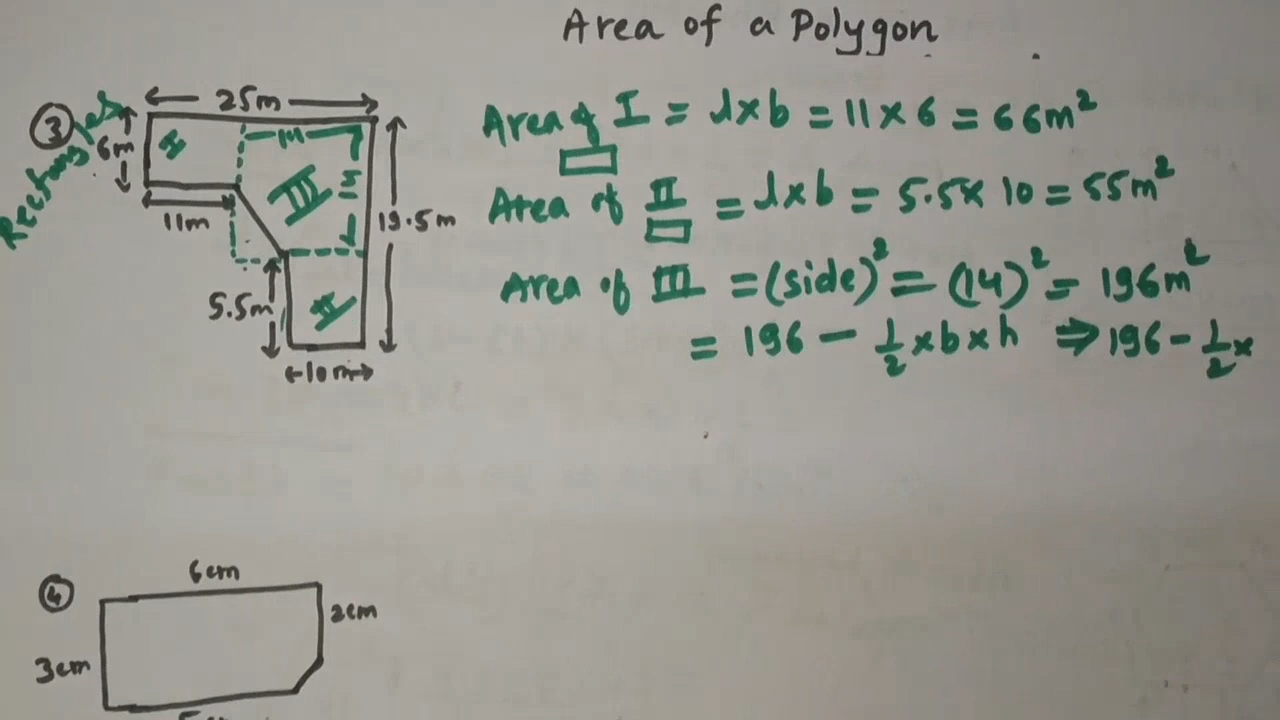 Area of a Polygon
③
25m
6m
Rectangles
I
11m
III
19.5m
5.5m
II
10m
Area of I = l×b = 11×6 = 66m²
Area of II = l×b = 5.5× 10 = 55m²
Area of III = (side)² = (14)² = 196m²
= 196 - 1/2 ×b×h ⇒ 196 - 1/2 ×
④
6cm
2cm
3cm